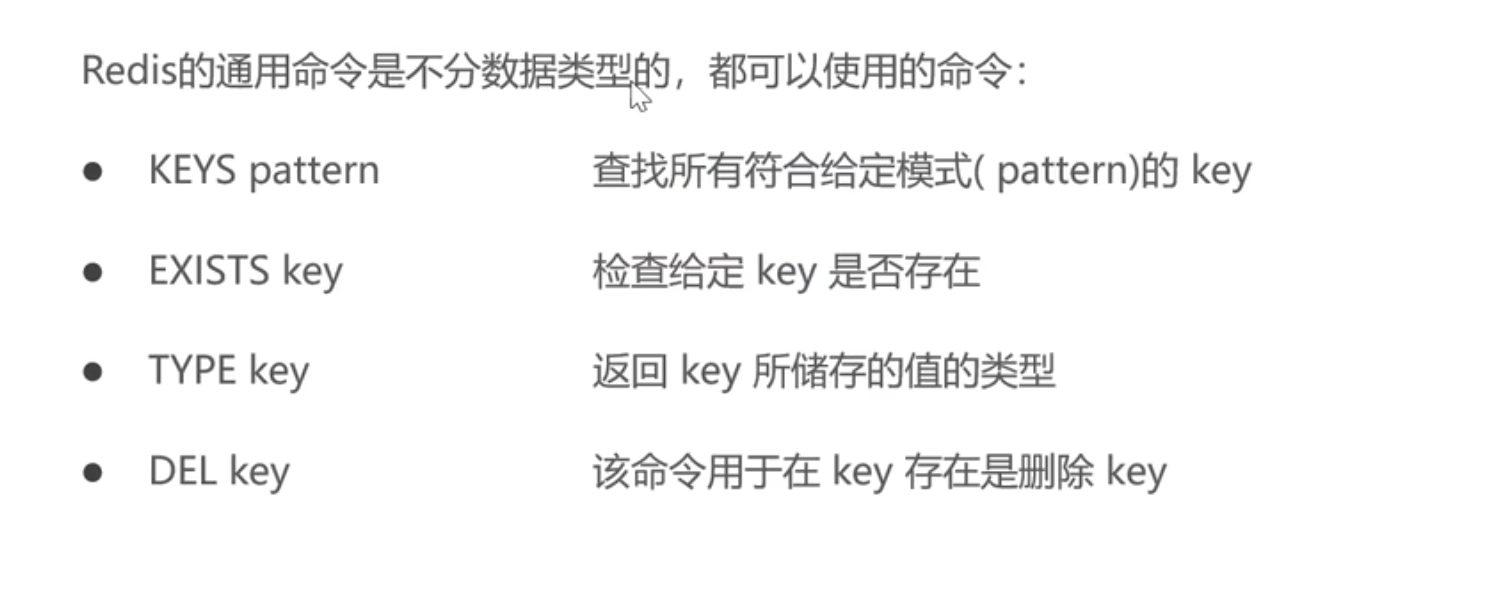 Redis的通用命令是不分数据类型的，都可以使用的命令：
● KEYS pattern 查找所有符合给定模式( pattern)的 key
● EXISTS key 检查给定 key 是否存在
● TYPE key 返回 key 所储存的值的类型
● DEL key 该命令用于在 key 存在是删除 key